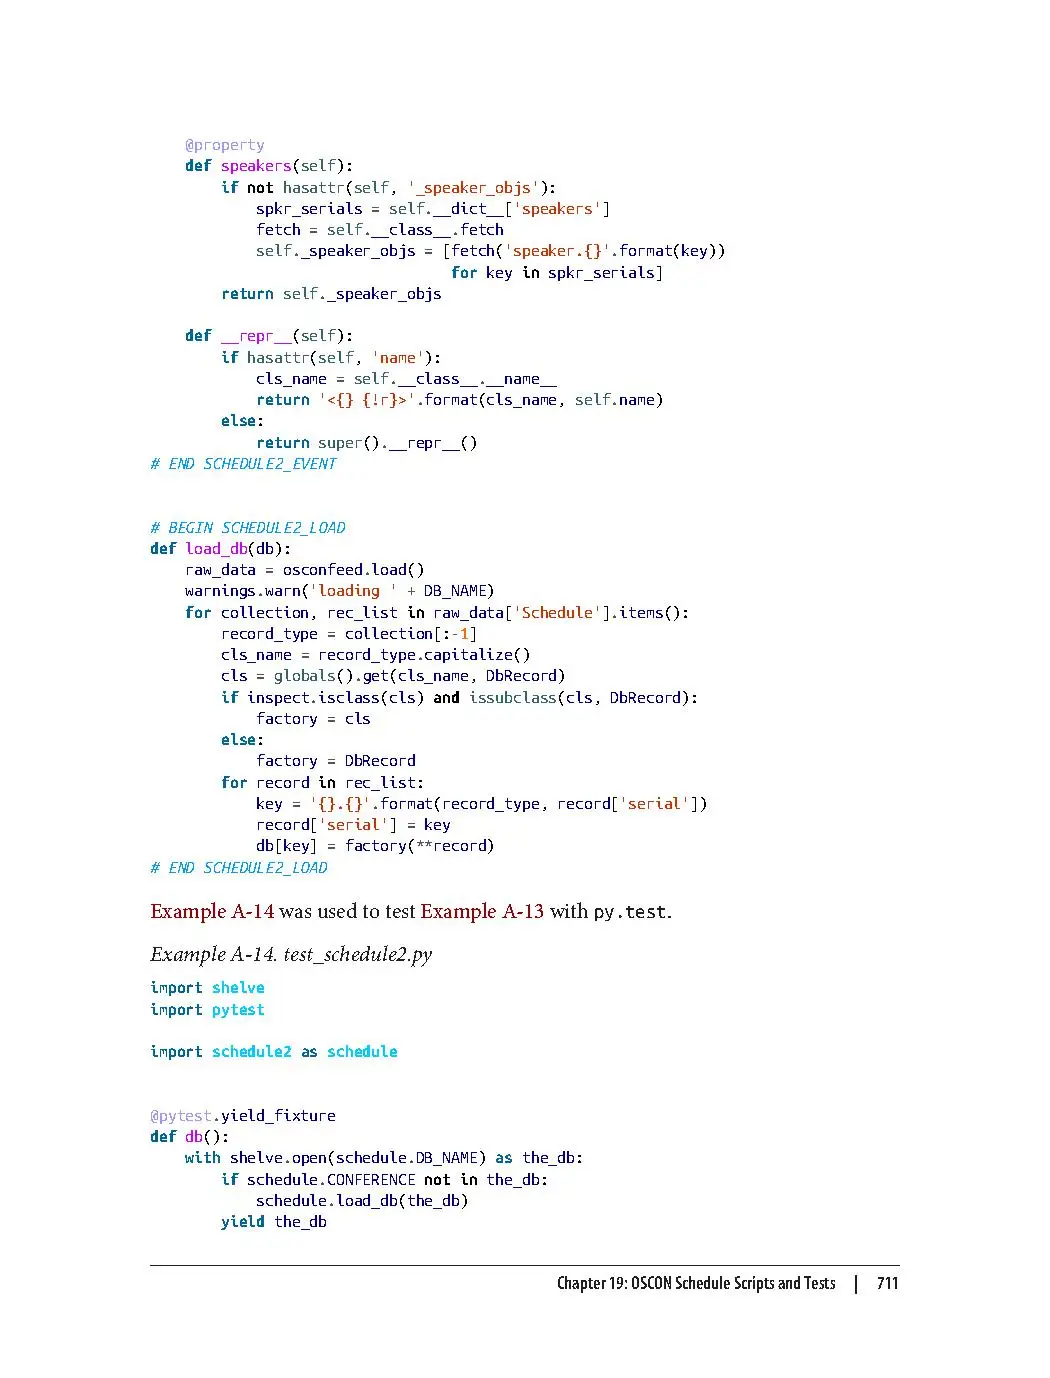 @property
    def speakers(self):
        if not hasattr(self, '_speaker_objs'):
            spkr_serials = self.__dict__['speakers']
            fetch = self.__class__.fetch
            self._speaker_objs = [fetch('speaker.{}'.format(key))
                                  for key in spkr_serials]
        return self._speaker_objs

    def __repr__(self):
        if hasattr(self, 'name'):
            cls_name = self.__class__.__name__
            return '<{} {!r}>'.format(cls_name, self.name)
        else:
            return super().__repr__()
# END SCHEDULE2_EVENT


# BEGIN SCHEDULE2_LOAD
def load_db(db):
    raw_data = osconfeed.load()
    warnings.warn('loading ' + DB_NAME)
    for collection, rec_list in raw_data['Schedule'].items():
        record_type = collection[:-1]
        cls_name = record_type.capitalize()
        cls = globals().get(cls_name, DbRecord)
        if inspect.isclass(cls) and issubclass(cls, DbRecord):
            factory = cls
        else:
            factory = DbRecord
        for record in rec_list:
            key = '{}.{}'.format(record_type, record['serial'])
            record['serial'] = key
            db[key] = factory(**record)
# END SCHEDULE2_LOAD

Example A-14 was used to test Example A-13 with py.test.

Example A-14. test_schedule2.py

import shelve
import pytest

import schedule2 as schedule


@pytest.yield_fixture
def db():
    with shelve.open(schedule.DB_NAME) as the_db:
        if schedule.CONFERENCE not in the_db:
            schedule.load_db(the_db)
        yield the_db

Chapter 19: OSCON Schedule Scripts and Tests | 711